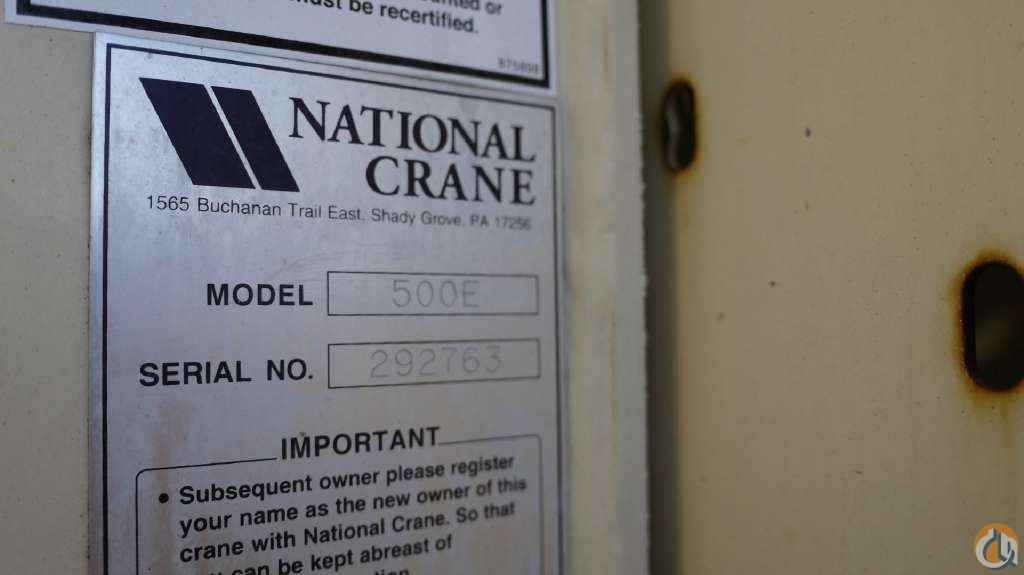 or
must be recertified.
NATIONAL
CRANE
1565 Buchanan Trail East, Shady Grove, PA 17256
MODEL 500E
SERIAL NO. 292763
IMPORTANT
• Subsequent owner please register
your name as the new owner of this
crane with National Crane. So that
can be kept abreast of